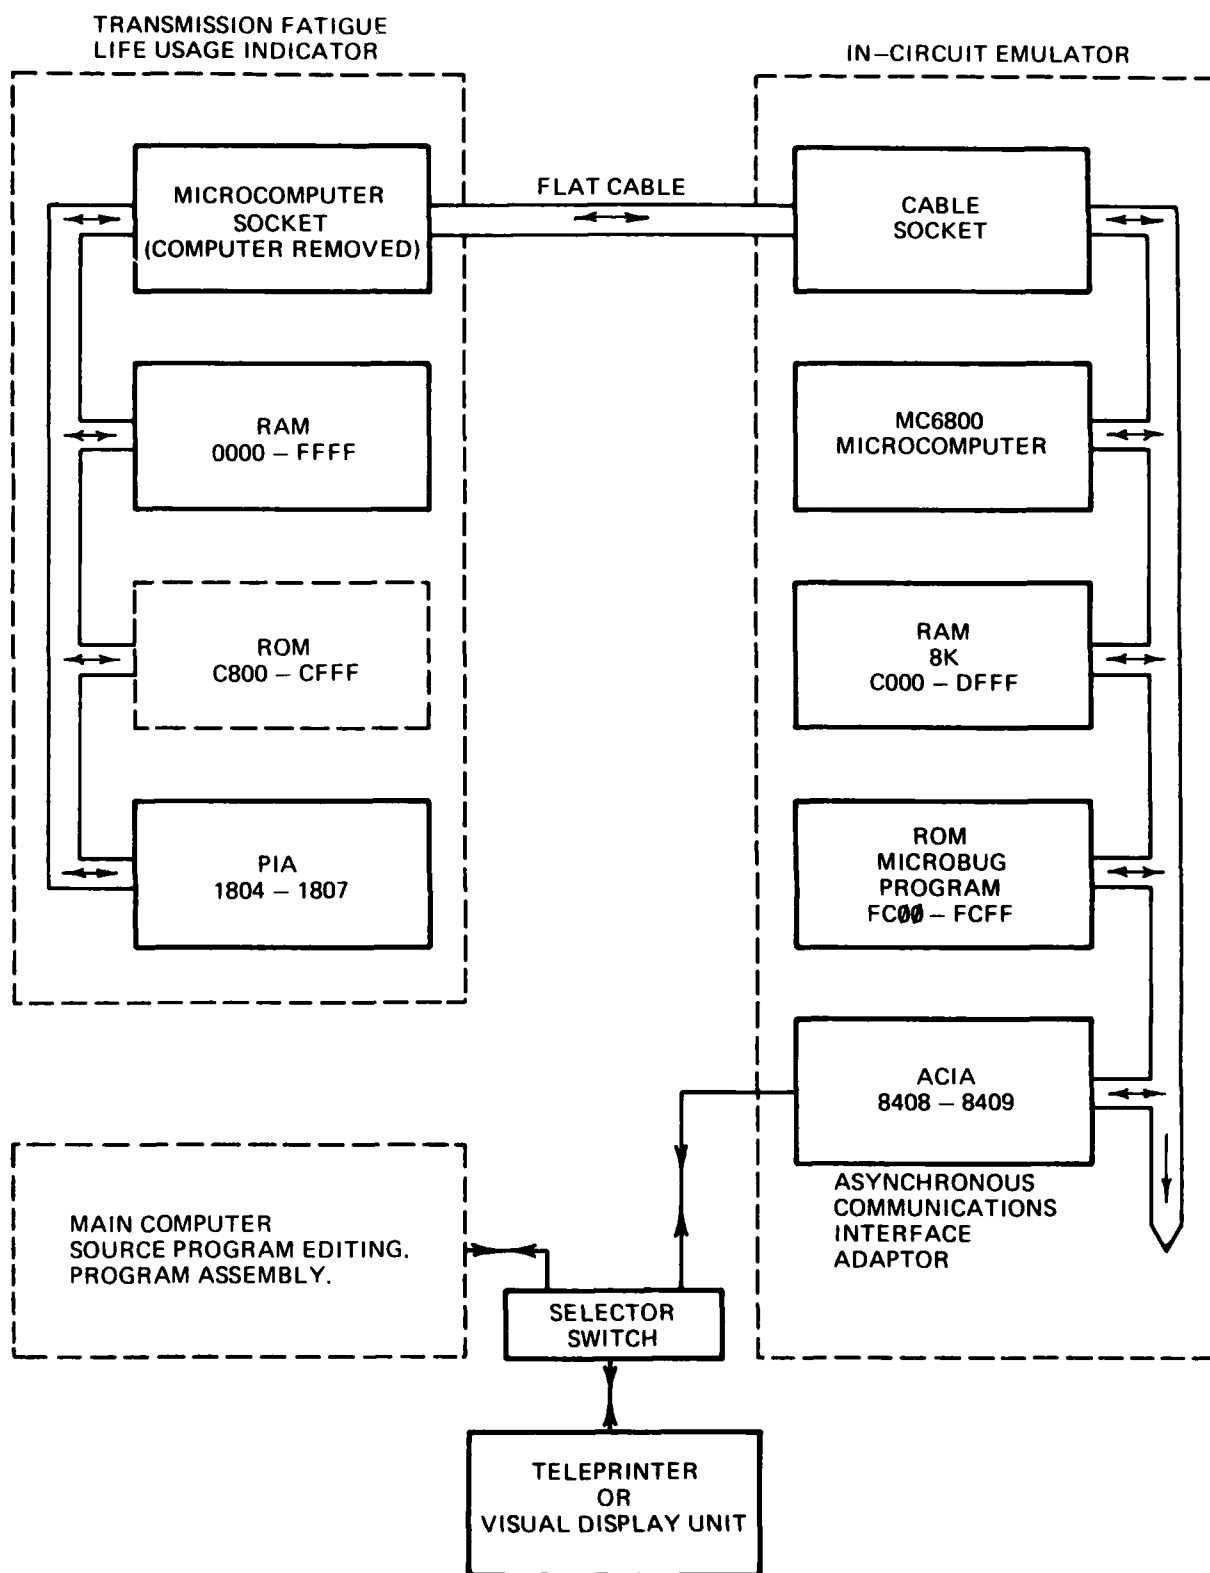 TRANSMISSION FATIGUE
LIFE USAGE INDICATOR
IN–CIRCUIT EMULATOR
MICROCOMPUTER
SOCKET
(COMPUTER REMOVED)
FLAT CABLE
CABLE
SOCKET
RAM
0000 – FFFF
MC6800
MICROCOMPUTER
ROM
C800 – CFFF
RAM
8K
C000 – DFFF
PIA
1804 – 1807
ROM
MICROBUG
PROGRAM
FC00 – FCFF
ACIA
8408 – 8409
ASYNCHRONOUS
COMMUNICATIONS
INTERFACE
ADAPTOR
MAIN COMPUTER
SOURCE PROGRAM EDITING.
PROGRAM ASSEMBLY.
SELECTOR
SWITCH
TELEPRINTER
OR
VISUAL DISPLAY UNIT